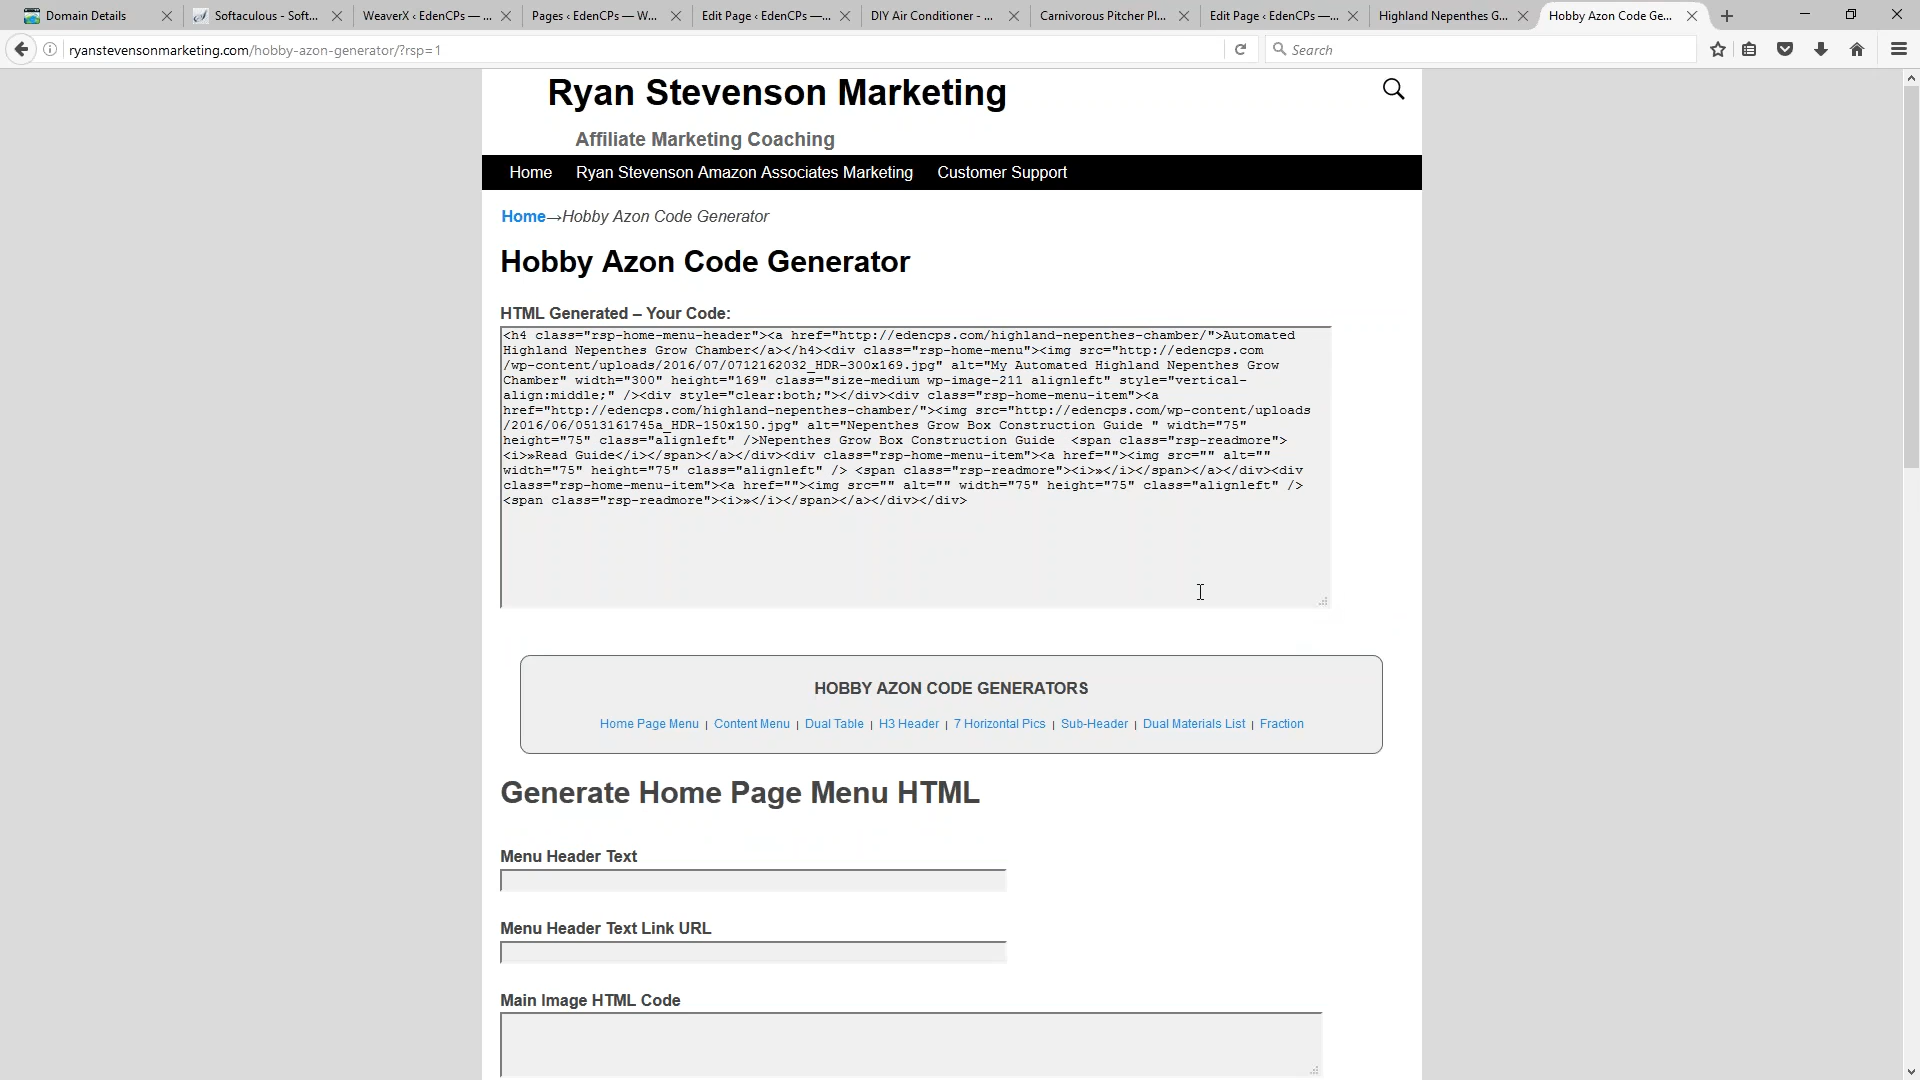 Domain Details
Softaculous - Soft...
WeaverX ‹ EdenCPs — ...
Pages ‹ EdenCPs — W...
Edit Page ‹ EdenCPs —...
DIY Air Conditioner - ...
Carnivorous Pitcher Pl...
Edit Page ‹ EdenCPs —...
Highland Nepenthes G...
Hobby Azon Code Ge...
ryanstevensonmarketing.com/hobby-azon-generator/?rsp=1
Search
Ryan Stevenson Marketing
Affiliate Marketing Coaching
Home Ryan Stevenson Amazon Associates Marketing Customer Support
Home→Hobby Azon Code Generator
Hobby Azon Code Generator
HTML Generated – Your Code:
<h4 class="rsp-home-menu-header"><a href="http://edencps.com/highland-nepenthes-chamber/">Automated
Highland Nepenthes Grow Chamber</a></h4><div class="rsp-home-menu"><img src="http://edencps.com
/wp-content/uploads/2016/07/0712162032_HDR-300x169.jpg" alt="My Automated Highland Nepenthes Grow
Chamber" width="300" height="169" class="size-medium wp-image-211 alignleft" style="vertical-
align:middle;" /><div style="clear:both;"></div><div class="rsp-home-menu-item"><a
href="http://edencps.com/highland-nepenthes-chamber/"><img src="http://edencps.com/wp-content/uploads
/2016/06/0513161745a_HDR-150x150.jpg" alt="Nepenthes Grow Box Construction Guide " width="75"
height="75" class="alignleft" />Nepenthes Grow Box Construction Guide  <span class="rsp-readmore">
<i>»Read Guide</i></span></a></div><div class="rsp-home-menu-item"><a href=""><img src="" alt=""
width="75" height="75" class="alignleft" /> <span class="rsp-readmore"><i>»</i></span></a></div><div
class="rsp-home-menu-item"><a href=""><img src="" alt="" width="75" height="75" class="alignleft" />
<span class="rsp-readmore"><i>»</i></span></a></div></div>
HOBBY AZON CODE GENERATORS
Home Page Menu | Content Menu | Dual Table | H3 Header | 7 Horizontal Pics | Sub-Header | Dual Materials List | Fraction
Generate Home Page Menu HTML
Menu Header Text
Menu Header Text Link URL
Main Image HTML Code